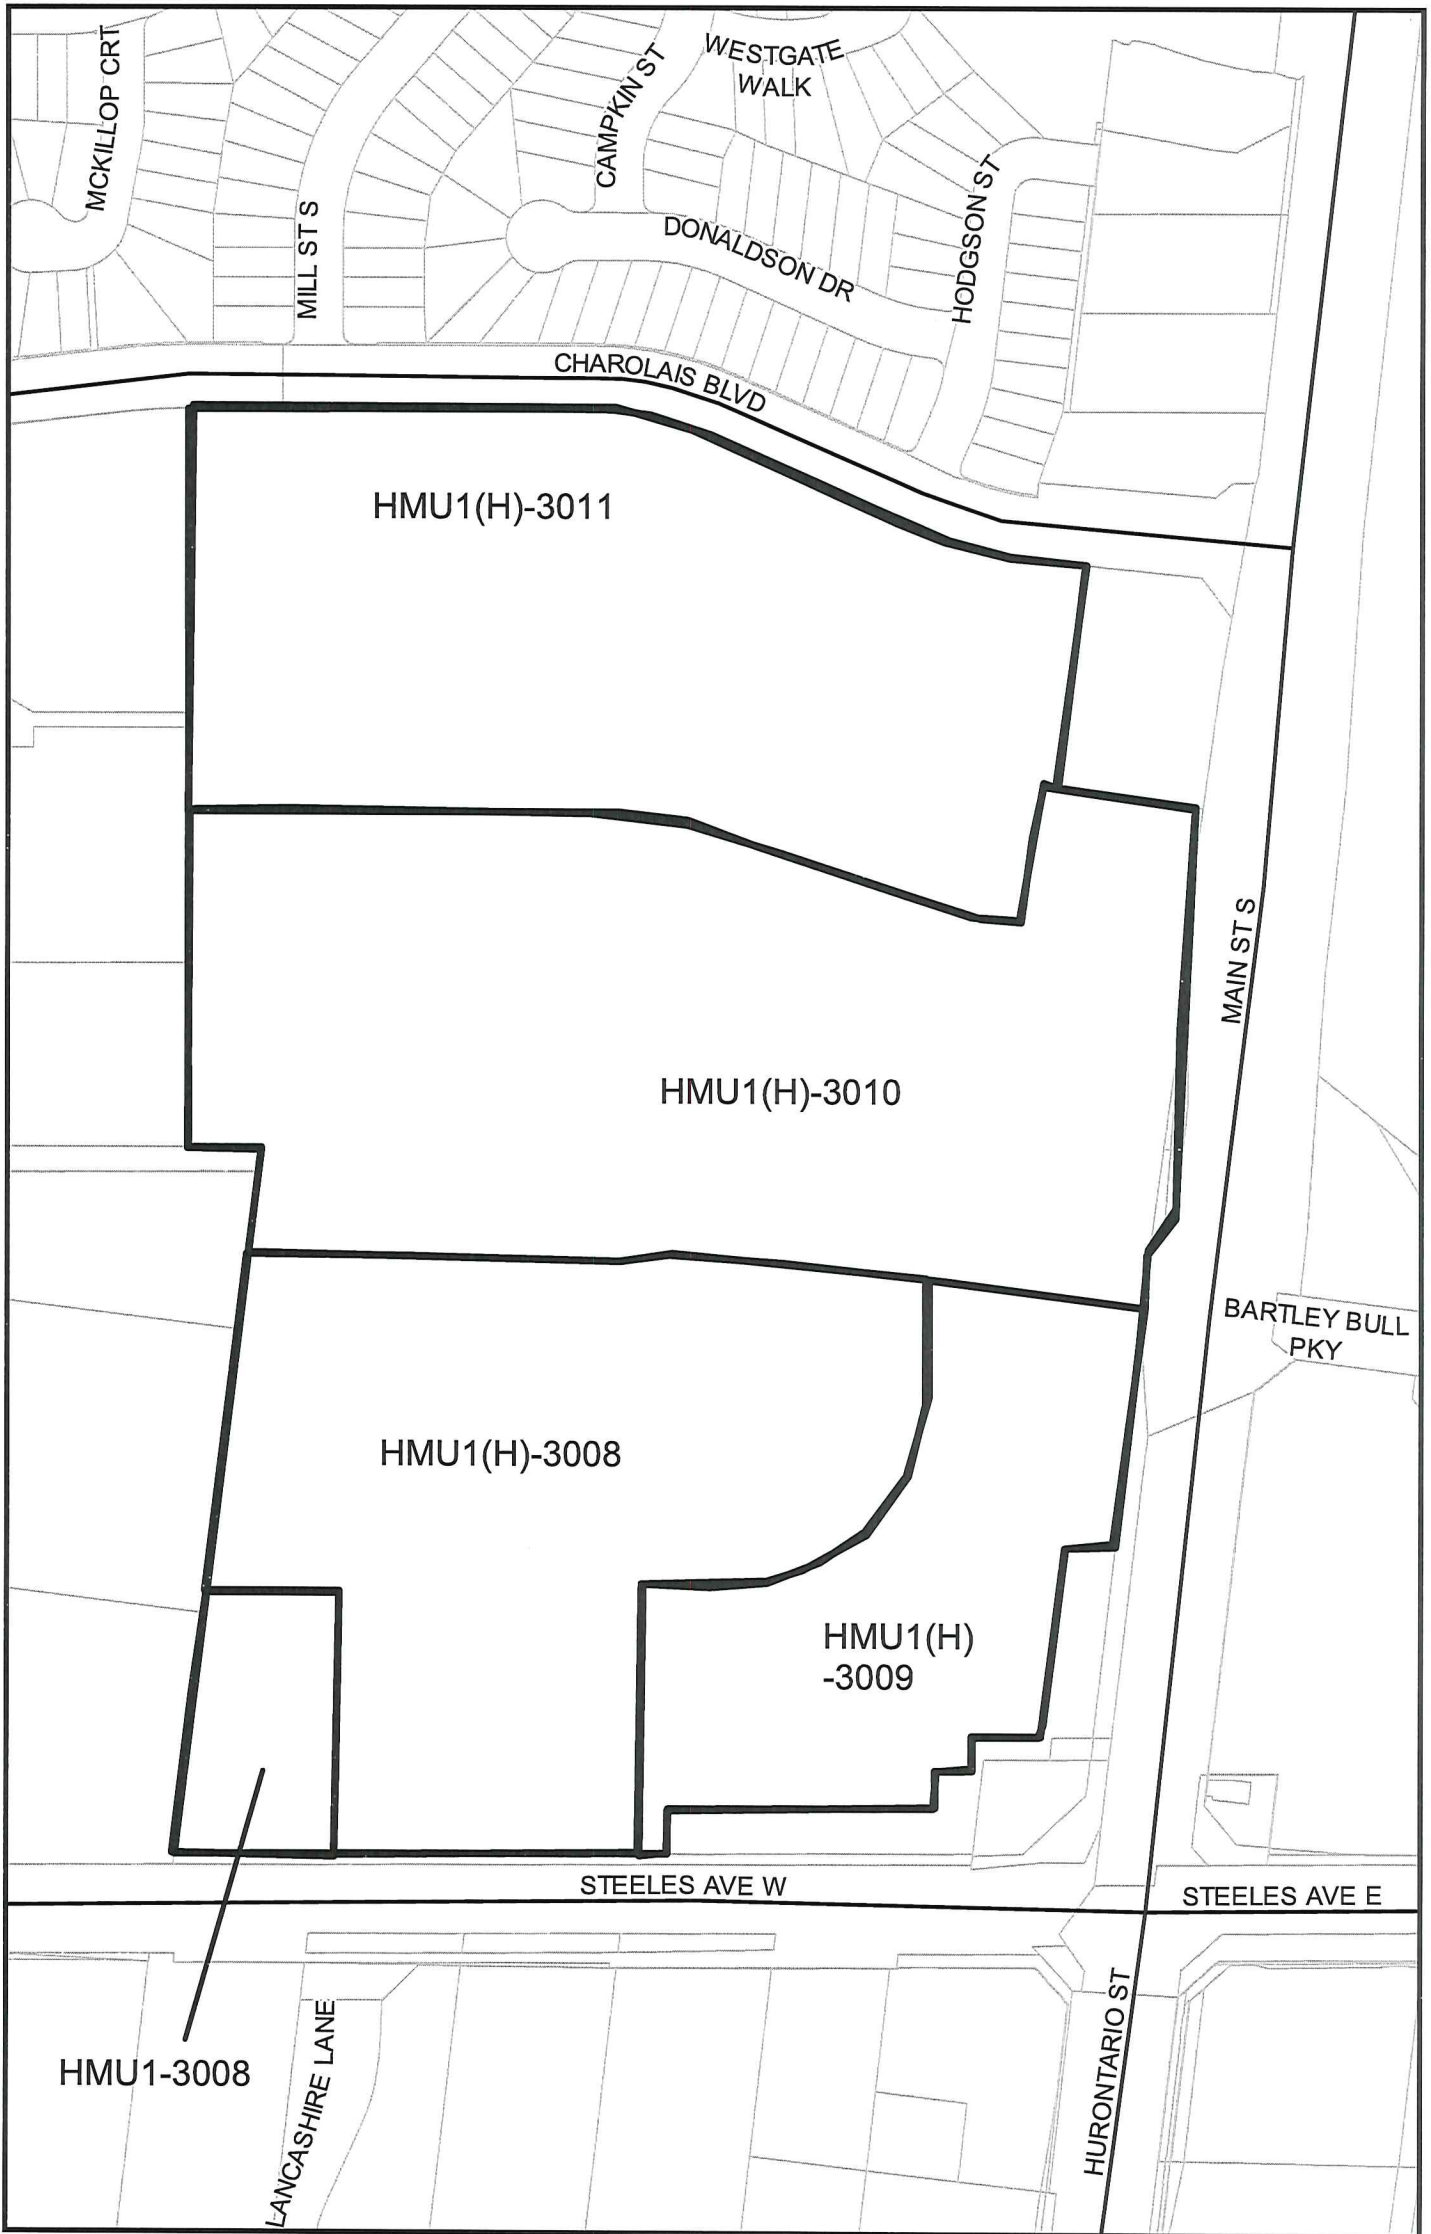 MCKILLOP CRT
MILL ST S
CAMPKIN ST
WESTGATE
WALK
DONALDSON DR
HODGSON ST
CHAROLAIS BLVD
HMU1(H)-3011
MAIN ST S
HMU1(H)-3010
BARTLEY BULL
PKY
HMU1(H)-3008
HMU1(H)
-3009
STEELES AVE W
STEELES AVE E
HMU1-3008
LANCASHIRE LANE
HURONTARIO ST